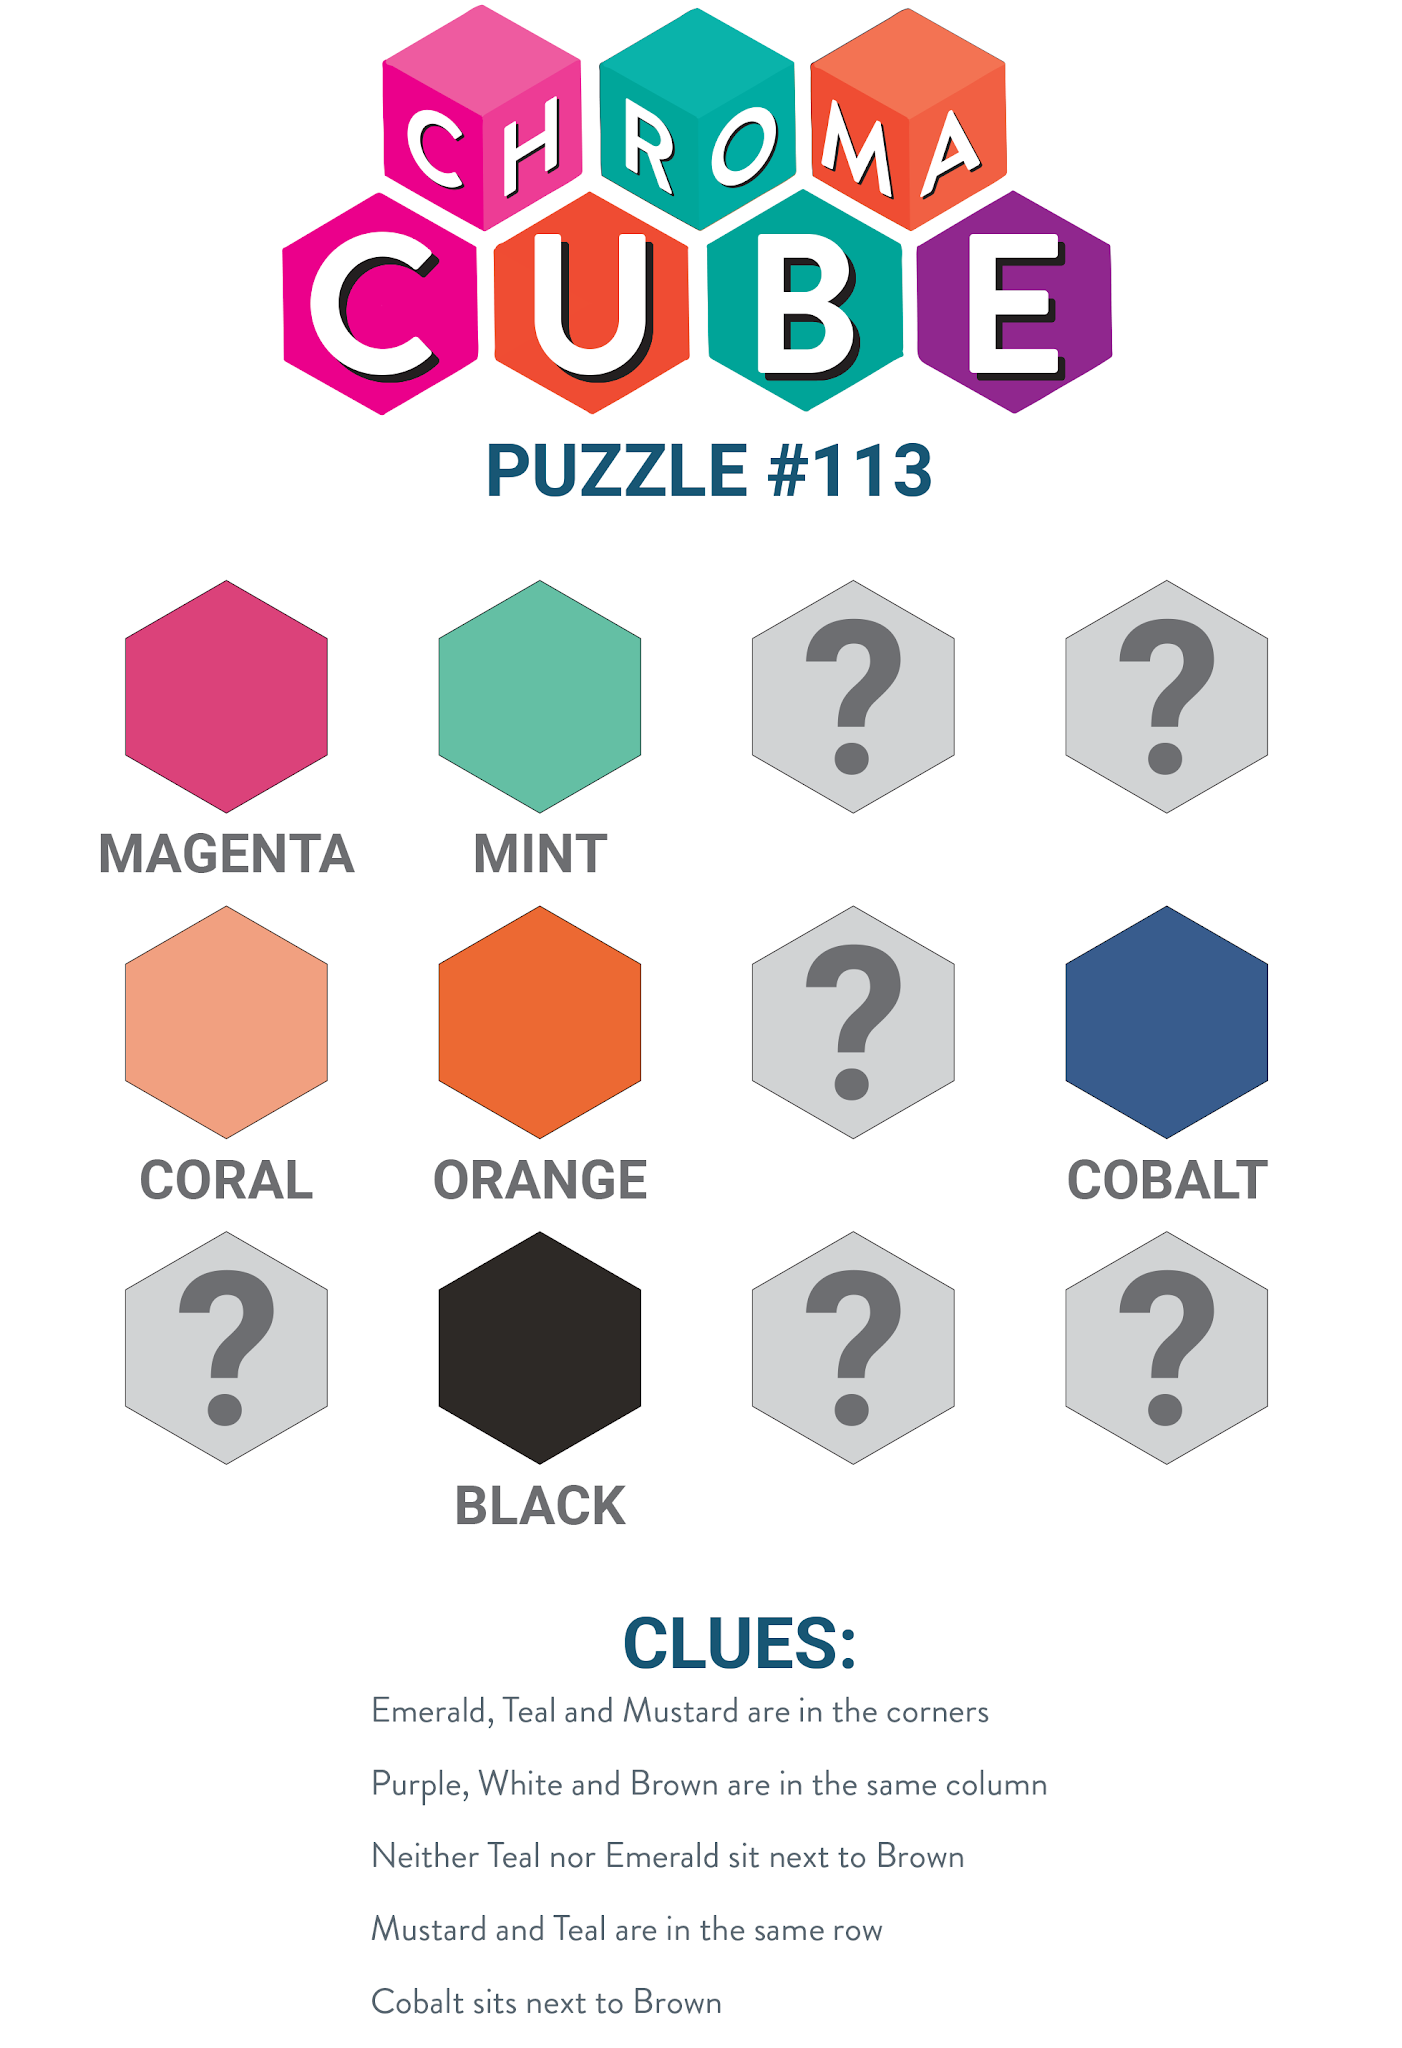 CHROMA
CUBE
PUZZLE #113
? ?
MAGENTA MINT
?
CORAL ORANGE COBALT
? ? ?
BLACK
CLUES:
Emerald, Teal and Mustard are in the corners
Purple, White and Brown are in the same column
Neither Teal nor Emerald sit next to Brown
Mustard and Teal are in the same row
Cobalt sits next to Brown